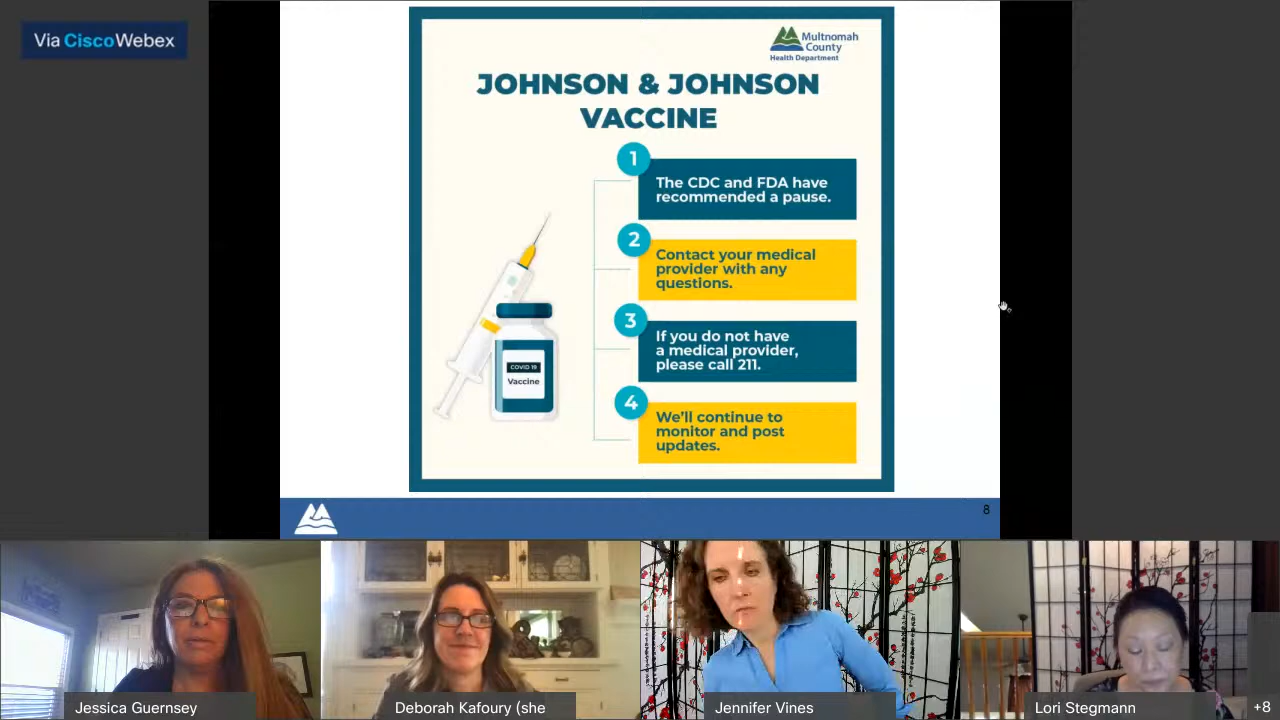 Via Cisco Webex
Multnomah
County
Health Department
JOHNSON & JOHNSON
VACCINE
1
The CDC and FDA have
recommended a pause.
2
Contact your medical
provider with any
questions.
3
If you do not have
a medical provider,
please call 211.
4
We'll continue to
monitor and post
updates.
COVID 19
Vaccine
8
Jessica Guernsey
Deborah Kafoury (she
Jennifer Vines
Lori Stegmann
+8